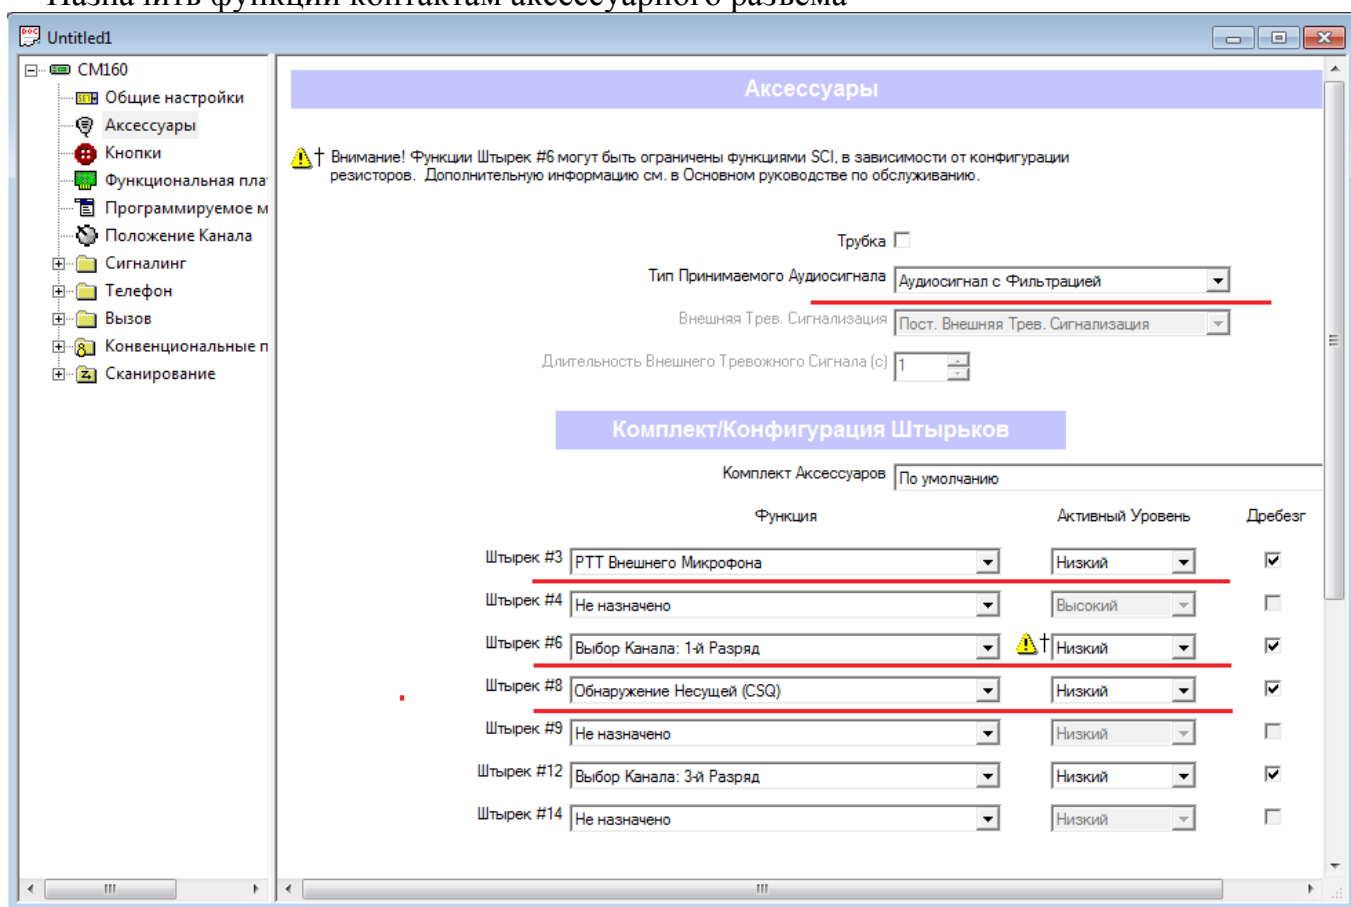 Назначить функции контактам аксессуарного разъема
Untitled1
CM160
Общие настройки
Аксессуары
Кнопки
Функциональная пла
Программируемое м
Положение Канала
Сигналинг
Телефон
Вызов
Конвенциональные п
Сканирование
Аксессуары
† Внимание! Функции Штырек #6 могут быть ограничены функциями SCI, в зависимости от конфигурации
резисторов. Дополнительную информацию см. в Основном руководстве по обслуживанию.
Трубка
Тип Принимаемого Аудиосигнала Аудиосигнал с Фильтрацией
Внешняя Трев. Сигнализация Пост. Внешняя Трев. Сигнализация
Длительность Внешнего Тревожного Сигнала (с) 1
Комплект/Конфигурация Штырьков
Комплект Аксессуаров По умолчанию
Функция Активный Уровень Дребезг
Штырек #3 PTT Внешнего Микрофона Низкий
Штырек #4 Не назначено Высокий
Штырек #6 Выбор Канала: 1-й Разряд † Низкий
Штырек #8 Обнаружение Несущей (CSQ) Низкий
Штырек #9 Не назначено Низкий
Штырек #12 Выбор Канала: 3-й Разряд Низкий
Штырек #14 Не назначено Низкий